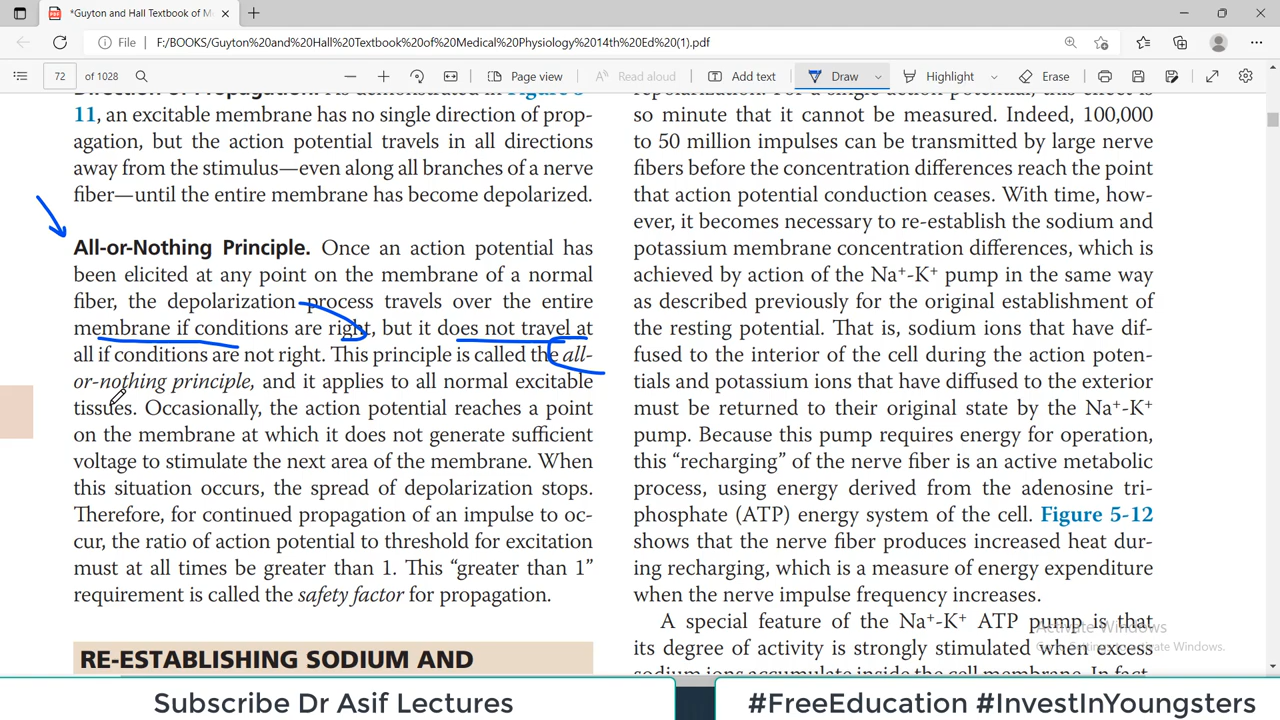 *Guyton and Hall Textbook of M
File
F:/BOOKS/Guyton%20and%20Hall%20Textbook%20of%20Medical%20Physiology%2014th%20Ed%20(1).pdf
72 of 1028
Page view
Read aloud
Add text
Draw
Highlight
Erase
11, an excitable membrane has no single direction of prop-
agation, but the action potential travels in all directions
away from the stimulus—even along all branches of a nerve
fiber—until the entire membrane has become depolarized.
All-or-Nothing Principle. Once an action potential has
been elicited at any point on the membrane of a normal
fiber, the depolarization process travels over the entire
membrane if conditions are right, but it does not travel at
all if conditions are not right. This principle is called the all-
or-nothing principle, and it applies to all normal excitable
tissues. Occasionally, the action potential reaches a point
on the membrane at which it does not generate sufficient
voltage to stimulate the next area of the membrane. When
this situation occurs, the spread of depolarization stops.
Therefore, for continued propagation of an impulse to oc-
cur, the ratio of action potential to threshold for excitation
must at all times be greater than 1. This “greater than 1”
requirement is called the safety factor for propagation.
RE-ESTABLISHING SODIUM AND
so minute that it cannot be measured. Indeed, 100,000
to 50 million impulses can be transmitted by large nerve
fibers before the concentration differences reach the point
that action potential conduction ceases. With time, how-
ever, it becomes necessary to re-establish the sodium and
potassium membrane concentration differences, which is
achieved by action of the Na⁺-K⁺ pump in the same way
as described previously for the original establishment of
the resting potential. That is, sodium ions that have dif-
fused to the interior of the cell during the action poten-
tials and potassium ions that have diffused to the exterior
must be returned to their original state by the Na⁺-K⁺
pump. Because this pump requires energy for operation,
this “recharging” of the nerve fiber is an active metabolic
process, using energy derived from the adenosine tri-
phosphate (ATP) energy system of the cell. Figure 5-12
shows that the nerve fiber produces increased heat dur-
ing recharging, which is a measure of energy expenditure
when the nerve impulse frequency increases.
A special feature of the Na⁺-K⁺ ATP pump is that
its degree of activity is strongly stimulated when excess
sodium ions accumulate inside the cell membrane. In fact,
Activate Windows
Go to Settings to activate Windows.
Subscribe Dr Asif Lectures
#FreeEducation #InvestInYoungsters